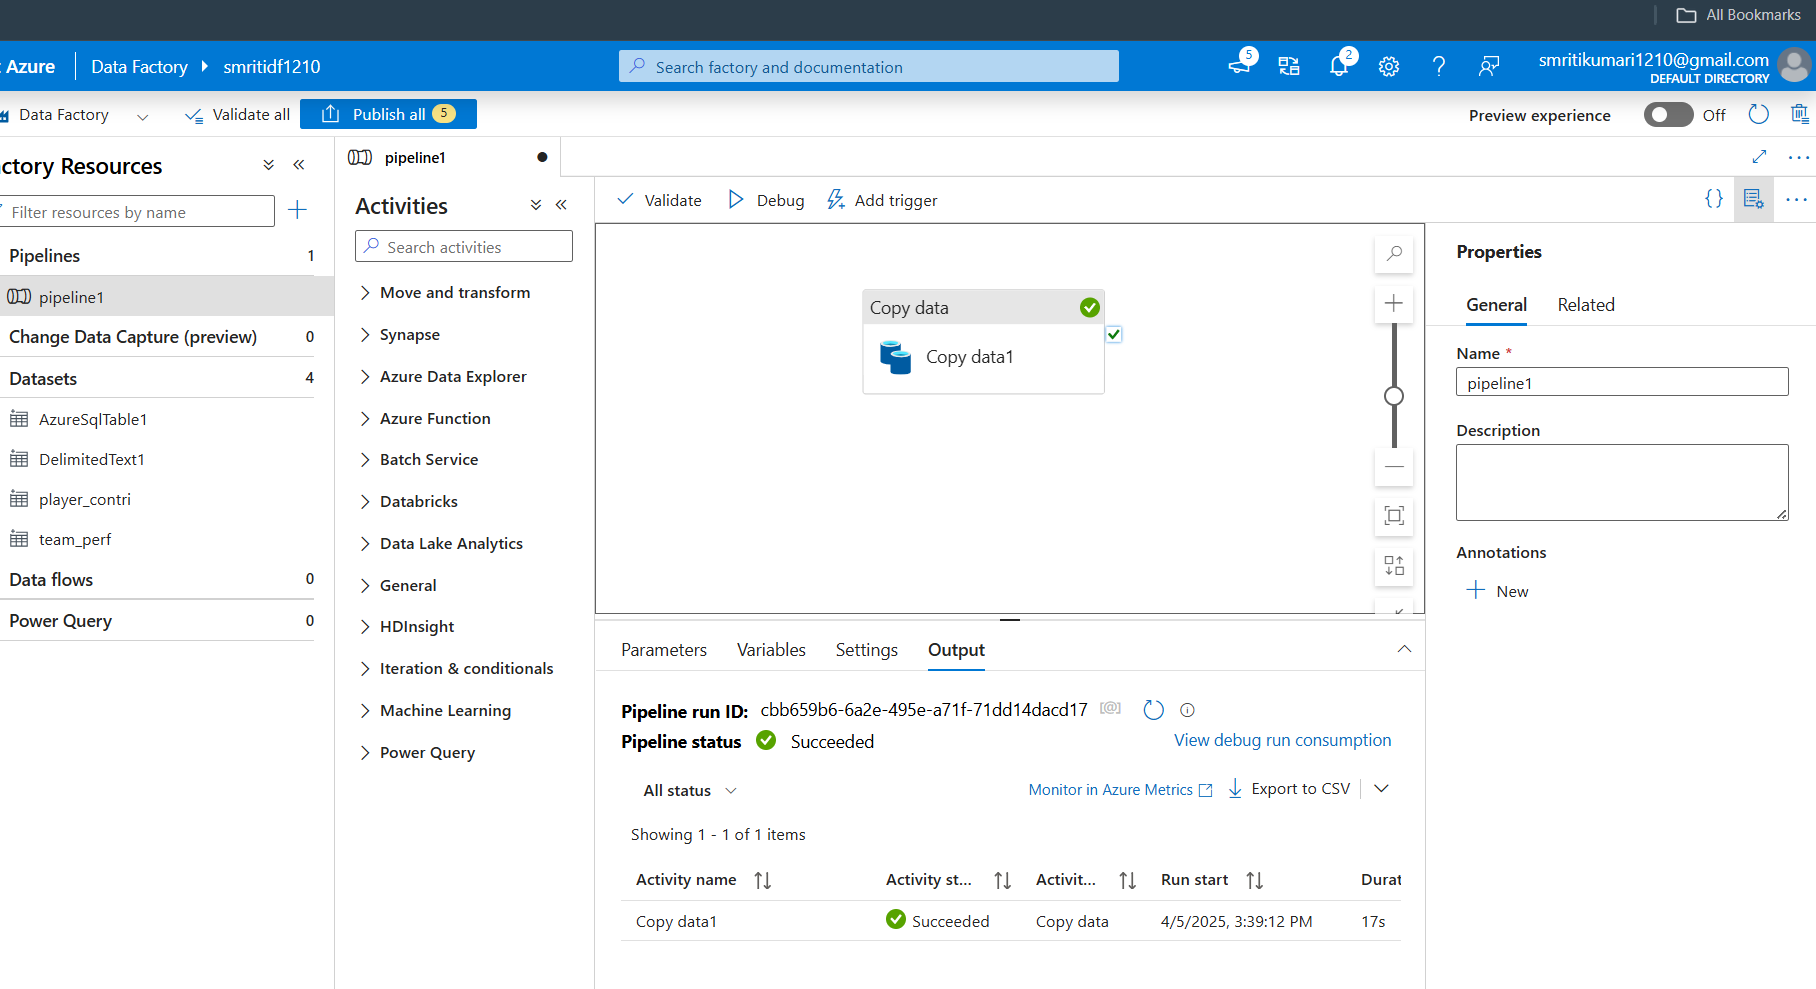 All Bookmarks
Azure
Data Factory
smritidf1210
Search factory and documentation
5
2
smritikumari1210@gmail.com
DEFAULT DIRECTORY
Data Factory
Validate all
Publish all 5
Preview experience
Off
ctory Resources
Filter resources by name
Pipelines 1
pipeline1
Change Data Capture (preview) 0
Datasets 4
AzureSqlTable1
DelimitedText1
player_contri
team_perf
Data flows 0
Power Query 0
pipeline1
Activities
Search activities
Move and transform
Synapse
Azure Data Explorer
Azure Function
Batch Service
Databricks
Data Lake Analytics
General
HDInsight
Iteration & conditionals
Machine Learning
Power Query
Validate
Debug
Add trigger
Copy data
Copy data1
Parameters
Variables
Settings
Output
Pipeline run ID: cbb659b6-6a2e-495e-a71f-71dd14dacd17
Pipeline status Succeeded
View debug run consumption
All status
Monitor in Azure Metrics
Export to CSV
Showing 1 - 1 of 1 items
Activity name Activity st... Activit... Run start Durat
Copy data1 Succeeded Copy data 4/5/2025, 3:39:12 PM 17s
Properties
General
Related
Name *
pipeline1
Description
Annotations
New